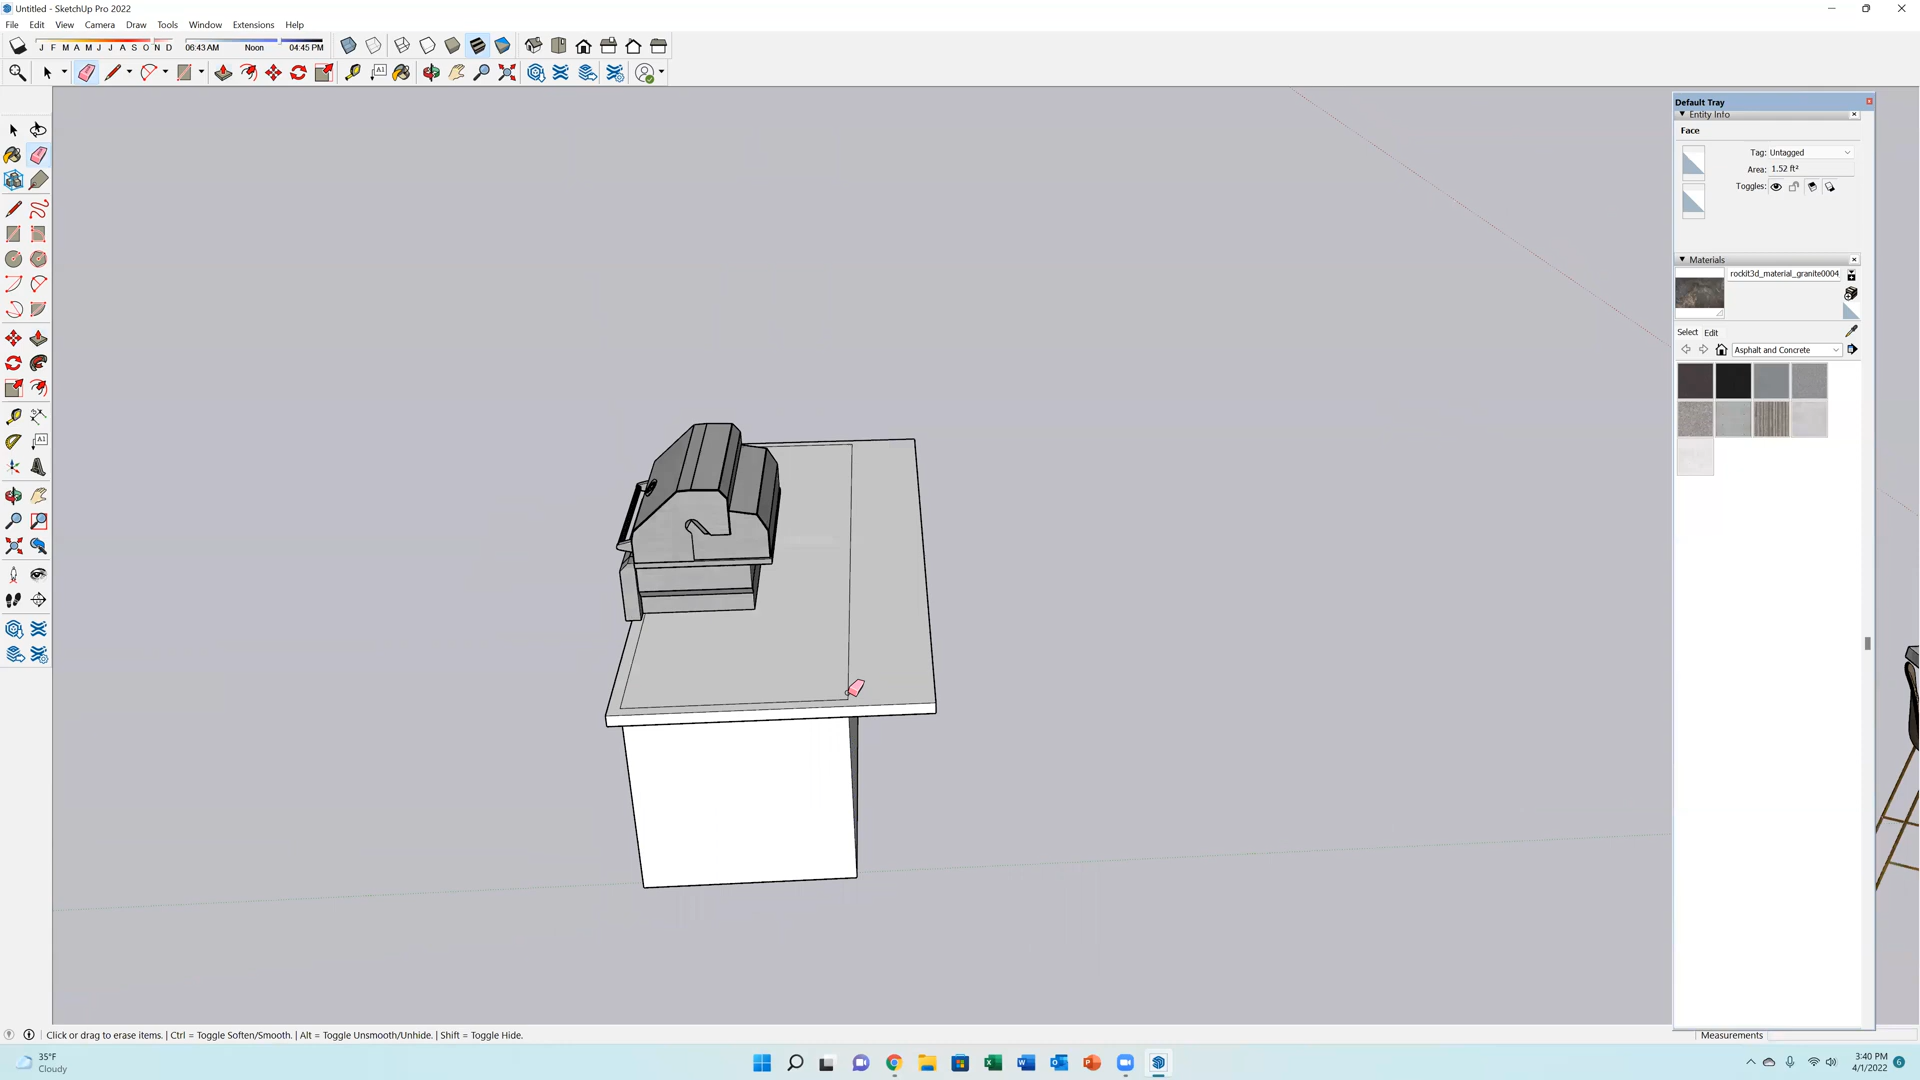 Untitled - SketchUp Pro 2022
File Edit View Camera Draw Tools Window Extensions Help
J F M A M J J A S O N D 06:43 AM Noon 04:45 PM
A1
A1
Default Tray
Entity Info
Face
Tag: Untagged
Area: 1.52 ft²
Toggles:
Materials
rockit3d_material_granite0004
Select Edit
Asphalt and Concrete
Click or drag to erase items. | Ctrl = Toggle Soften/Smooth. | Alt = Toggle Unsmooth/Unhide. | Shift = Toggle Hide.
Measurements
35°F
Cloudy
3:40 PM
4/1/2022
6